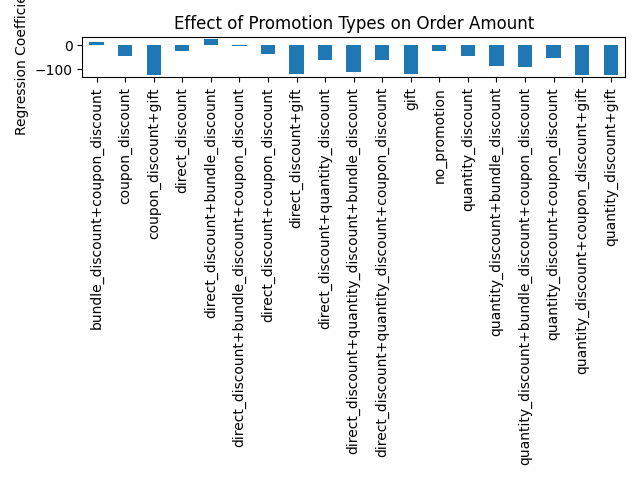 Effect of Promotion Types on Order Amount
Regression Coefficie
0
−100
bundle_discount+coupon_discount
coupon_discount
coupon_discount+gift
direct_discount
direct_discount+bundle_discount
direct_discount+bundle_discount+coupon_discount
direct_discount+coupon_discount
direct_discount+gift
direct_discount+quantity_discount
direct_discount+quantity_discount+bundle_discount
direct_discount+quantity_discount+coupon_discount
gift
no_promotion
quantity_discount
quantity_discount+bundle_discount
quantity_discount+bundle_discount+coupon_discount
quantity_discount+coupon_discount
quantity_discount+coupon_discount+gift
quantity_discount+gift